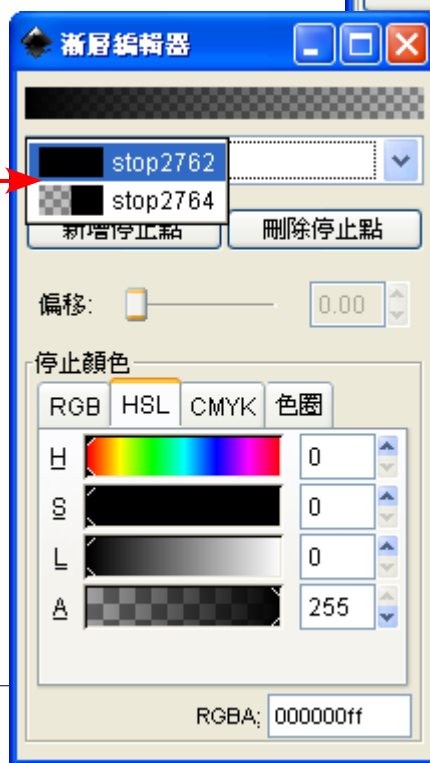 漸層編輯器
stop2762
stop2764
新增停止點 刪除停止點
偏移: 0.00
停止顏色
RGB HSL CMYK 色圈
H 0
S 0
L 0
A 255
RGBA: 000000ff